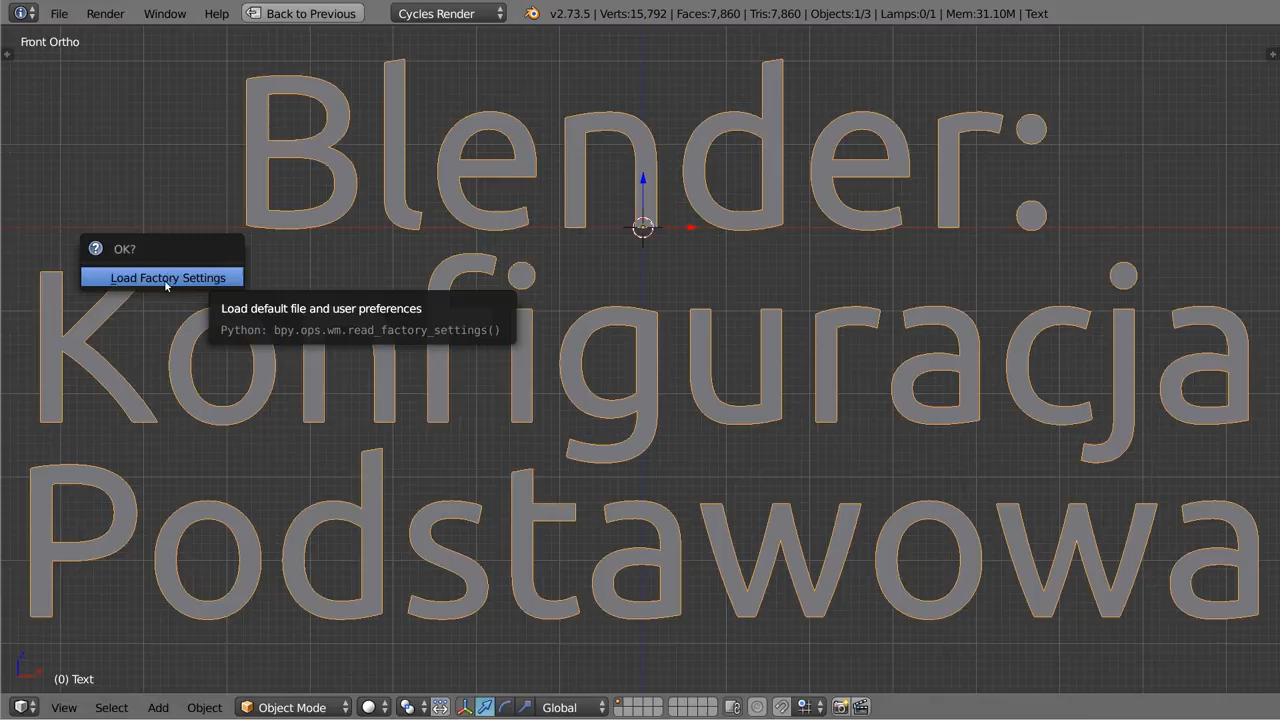 File Render Window Help Back to Previous Cycles Render v2.73.5 | Verts:15,792 | Faces:7,860 | Tris:7,860 | Objects:1/3 | Lamps:0/1 | Mem:31.10M | Text
Front Ortho
Blender:
OK?
Load Factory Settings
Load default file and user preferences
Python: bpy.ops.wm.read_factory_settings()
Konfiguracja
Podstawowa
(0) Text
View Select Add Object Object Mode Global